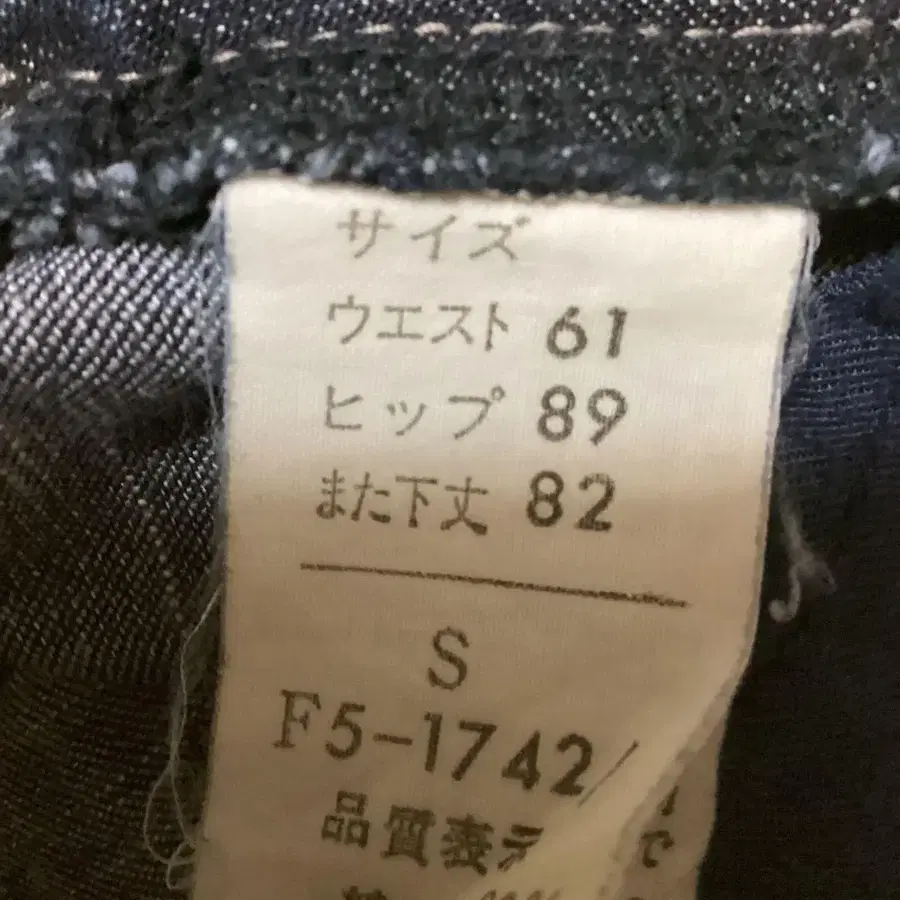 サイズ
ウエスト 61
ヒップ 89
また下丈 82
S
F5-1742/
品質表示